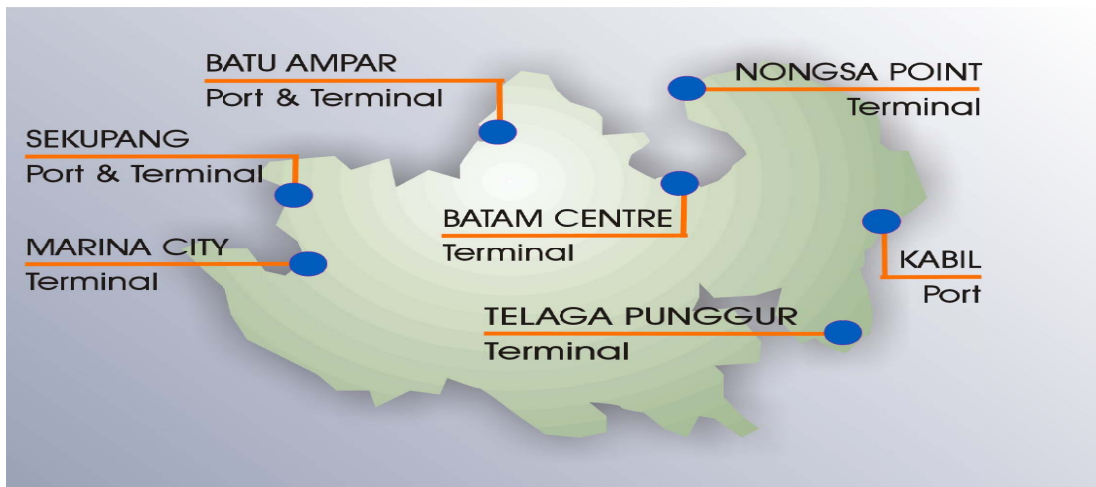 BATU AMPAR
Port & Terminal
NONGSA POINT
Terminal
SEKUPANG
Port & Terminal
BATAM CENTRE
Terminal
MARINA CITY
Terminal
KABIL
Port
TELAGA PUNGGUR
Terminal